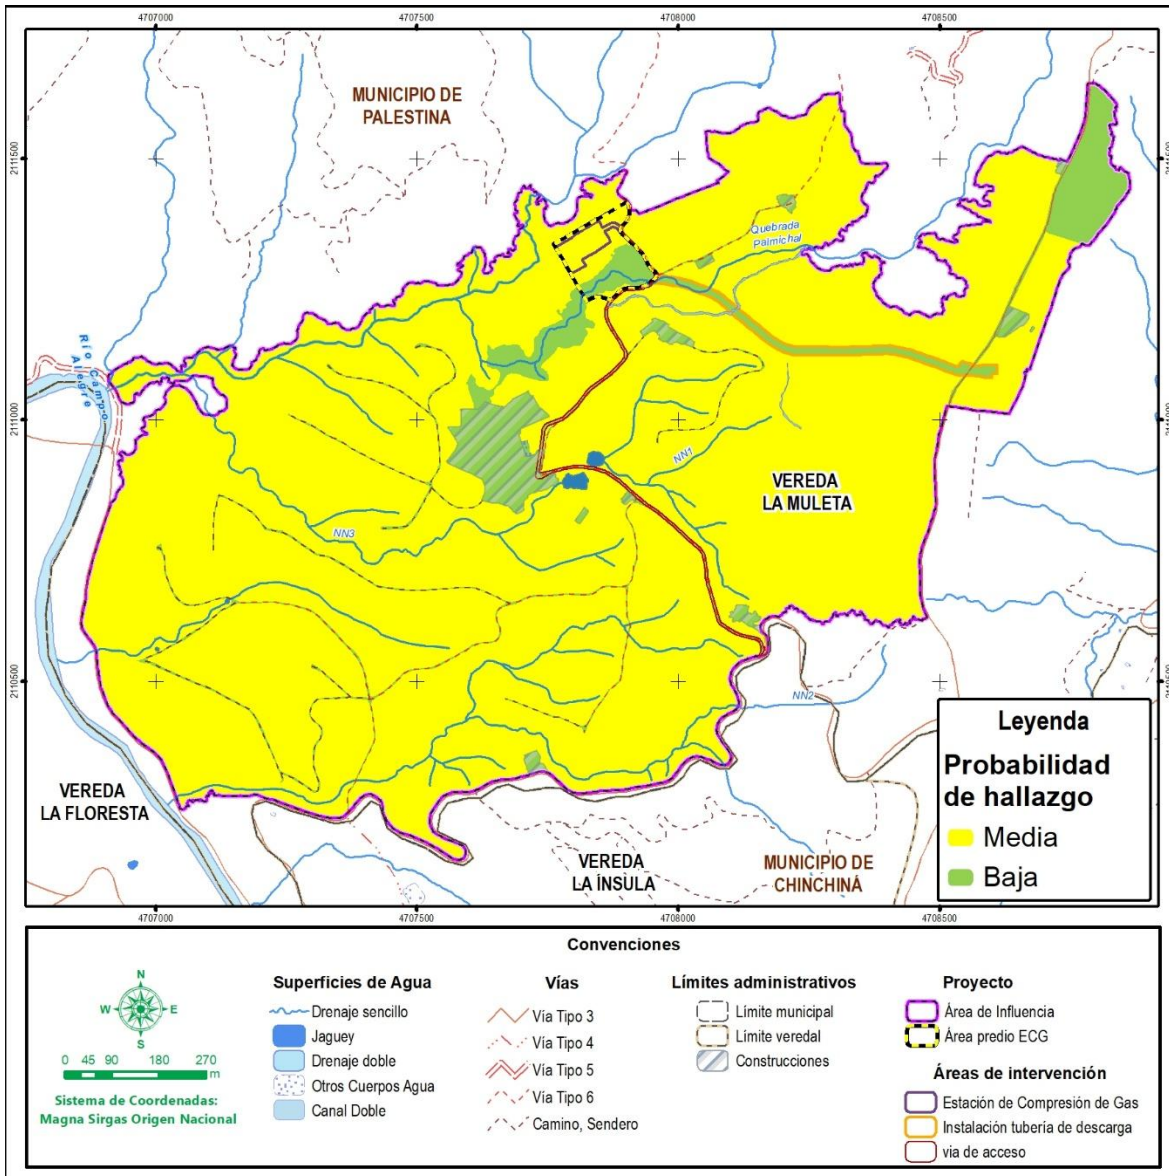 4707000
4707500
4708000
4708500
2111500
2111500
MUNICIPIO DE
PALESTINA
Quebrada
Palmichal
Río Campo
Alegre
2111000
2111000
NN1
VEREDA
LA MULETA
NN3
2110500
2110500
NN2
VEREDA
LA FLORESTA
VEREDA
LA ÍNSULA
MUNICIPIO DE
CHINCHINÁ
Leyenda
Probabilidad
de hallazgo
Media
Baja
4707000
4707500
4708000
4708500
Convenciones
N
W
E
S
0 45 90 180 270
m
Sistema de Coordenadas:
Magna Sirgas Origen Nacional
Superficies de Agua
Drenaje sencillo
Jaguey
Drenaje doble
Otros Cuerpos Agua
Canal Doble
Vías
Vía Tipo 3
Vía Tipo 4
Vía Tipo 5
Vía Tipo 6
Camino, Sendero
Límites administrativos
Límite municipal
Límite veredal
Construcciones
Proyecto
Área de Influencia
Área predio ECG
Áreas de intervención
Estación de Compresión de Gas
Instalación tubería de descarga
via de acceso